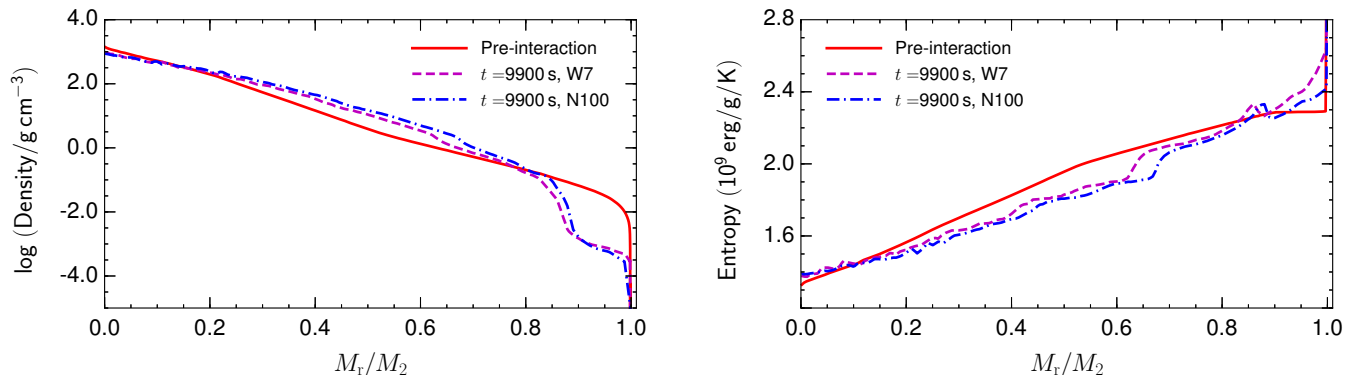 4.0
2.0
0.0
-2.0
-4.0
log (Density/g cm⁻³)
Pre-interaction
t =9900 s, W7
t =9900 s, N100
0.0 0.2 0.4 0.6 0.8 1.0
M_r/M_2
2.8
2.4
2.0
1.6
Entropy (10⁹ erg/g/K)
Pre-interaction
t =9900 s, W7
t =9900 s, N100
0.0 0.2 0.4 0.6 0.8 1.0
M_r/M_2